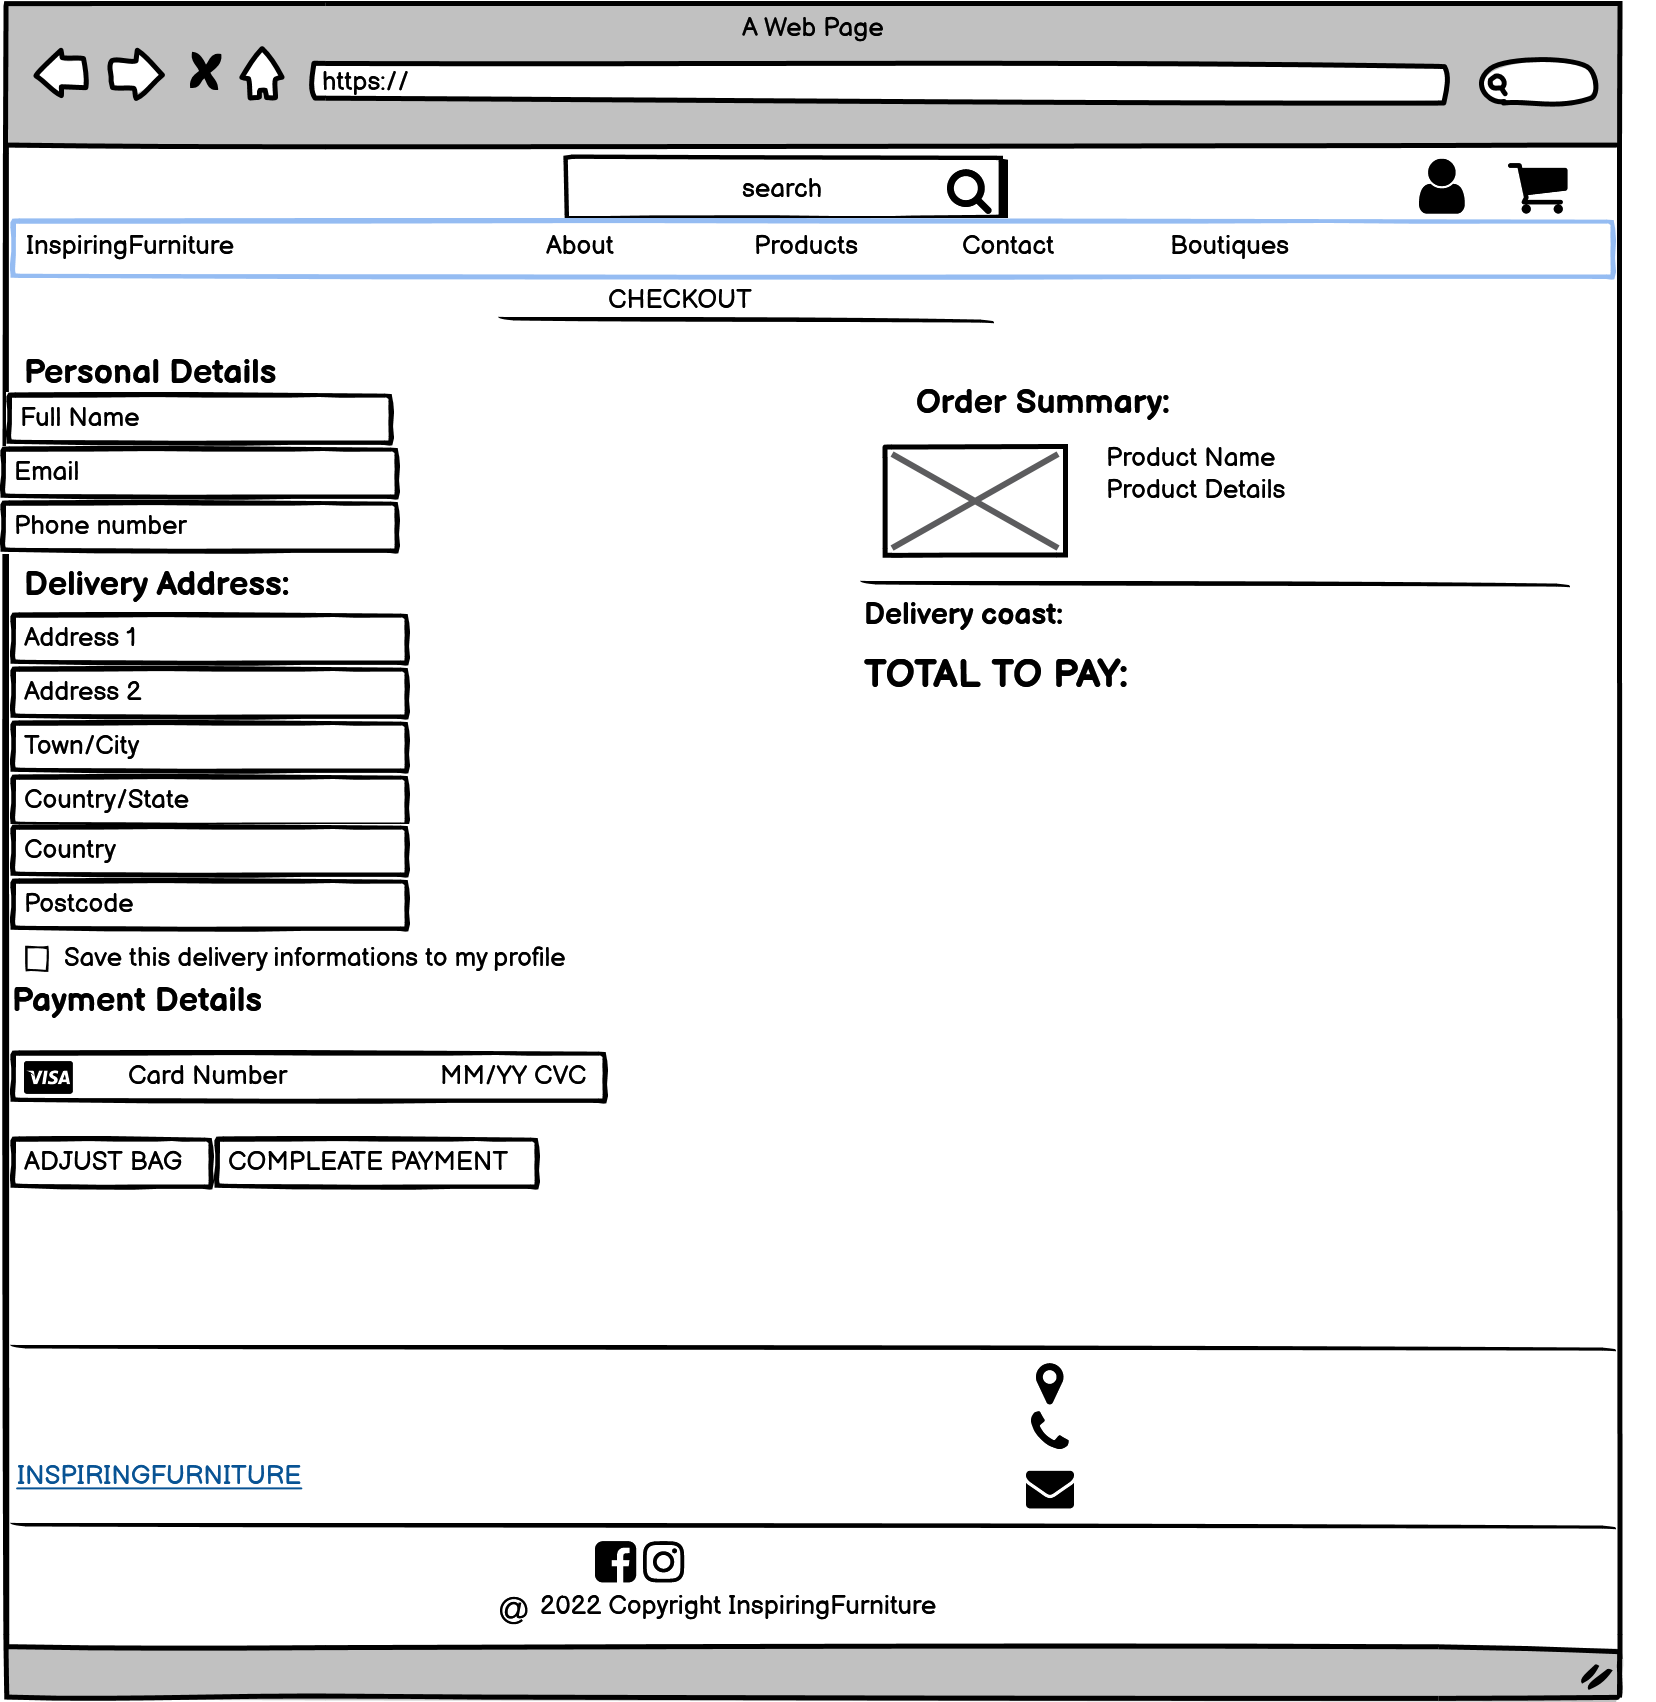 A Web Page
https://
search
InspiringFurniture About Products Contact Boutiques
CHECKOUT
Personal Details
Full Name
Email
Phone number
Delivery Address:
Address 1
Address 2
Town/City
Country/State
Country
Postcode
Save this delivery informations to my profile
Payment Details
VISA Card Number MM/YY CVC
ADJUST BAG COMPLEATE PAYMENT
Order Summary:
Product Name
Product Details
Delivery coast:
TOTAL TO PAY:
INSPIRINGFURNITURE
@ 2022 Copyright InspiringFurniture